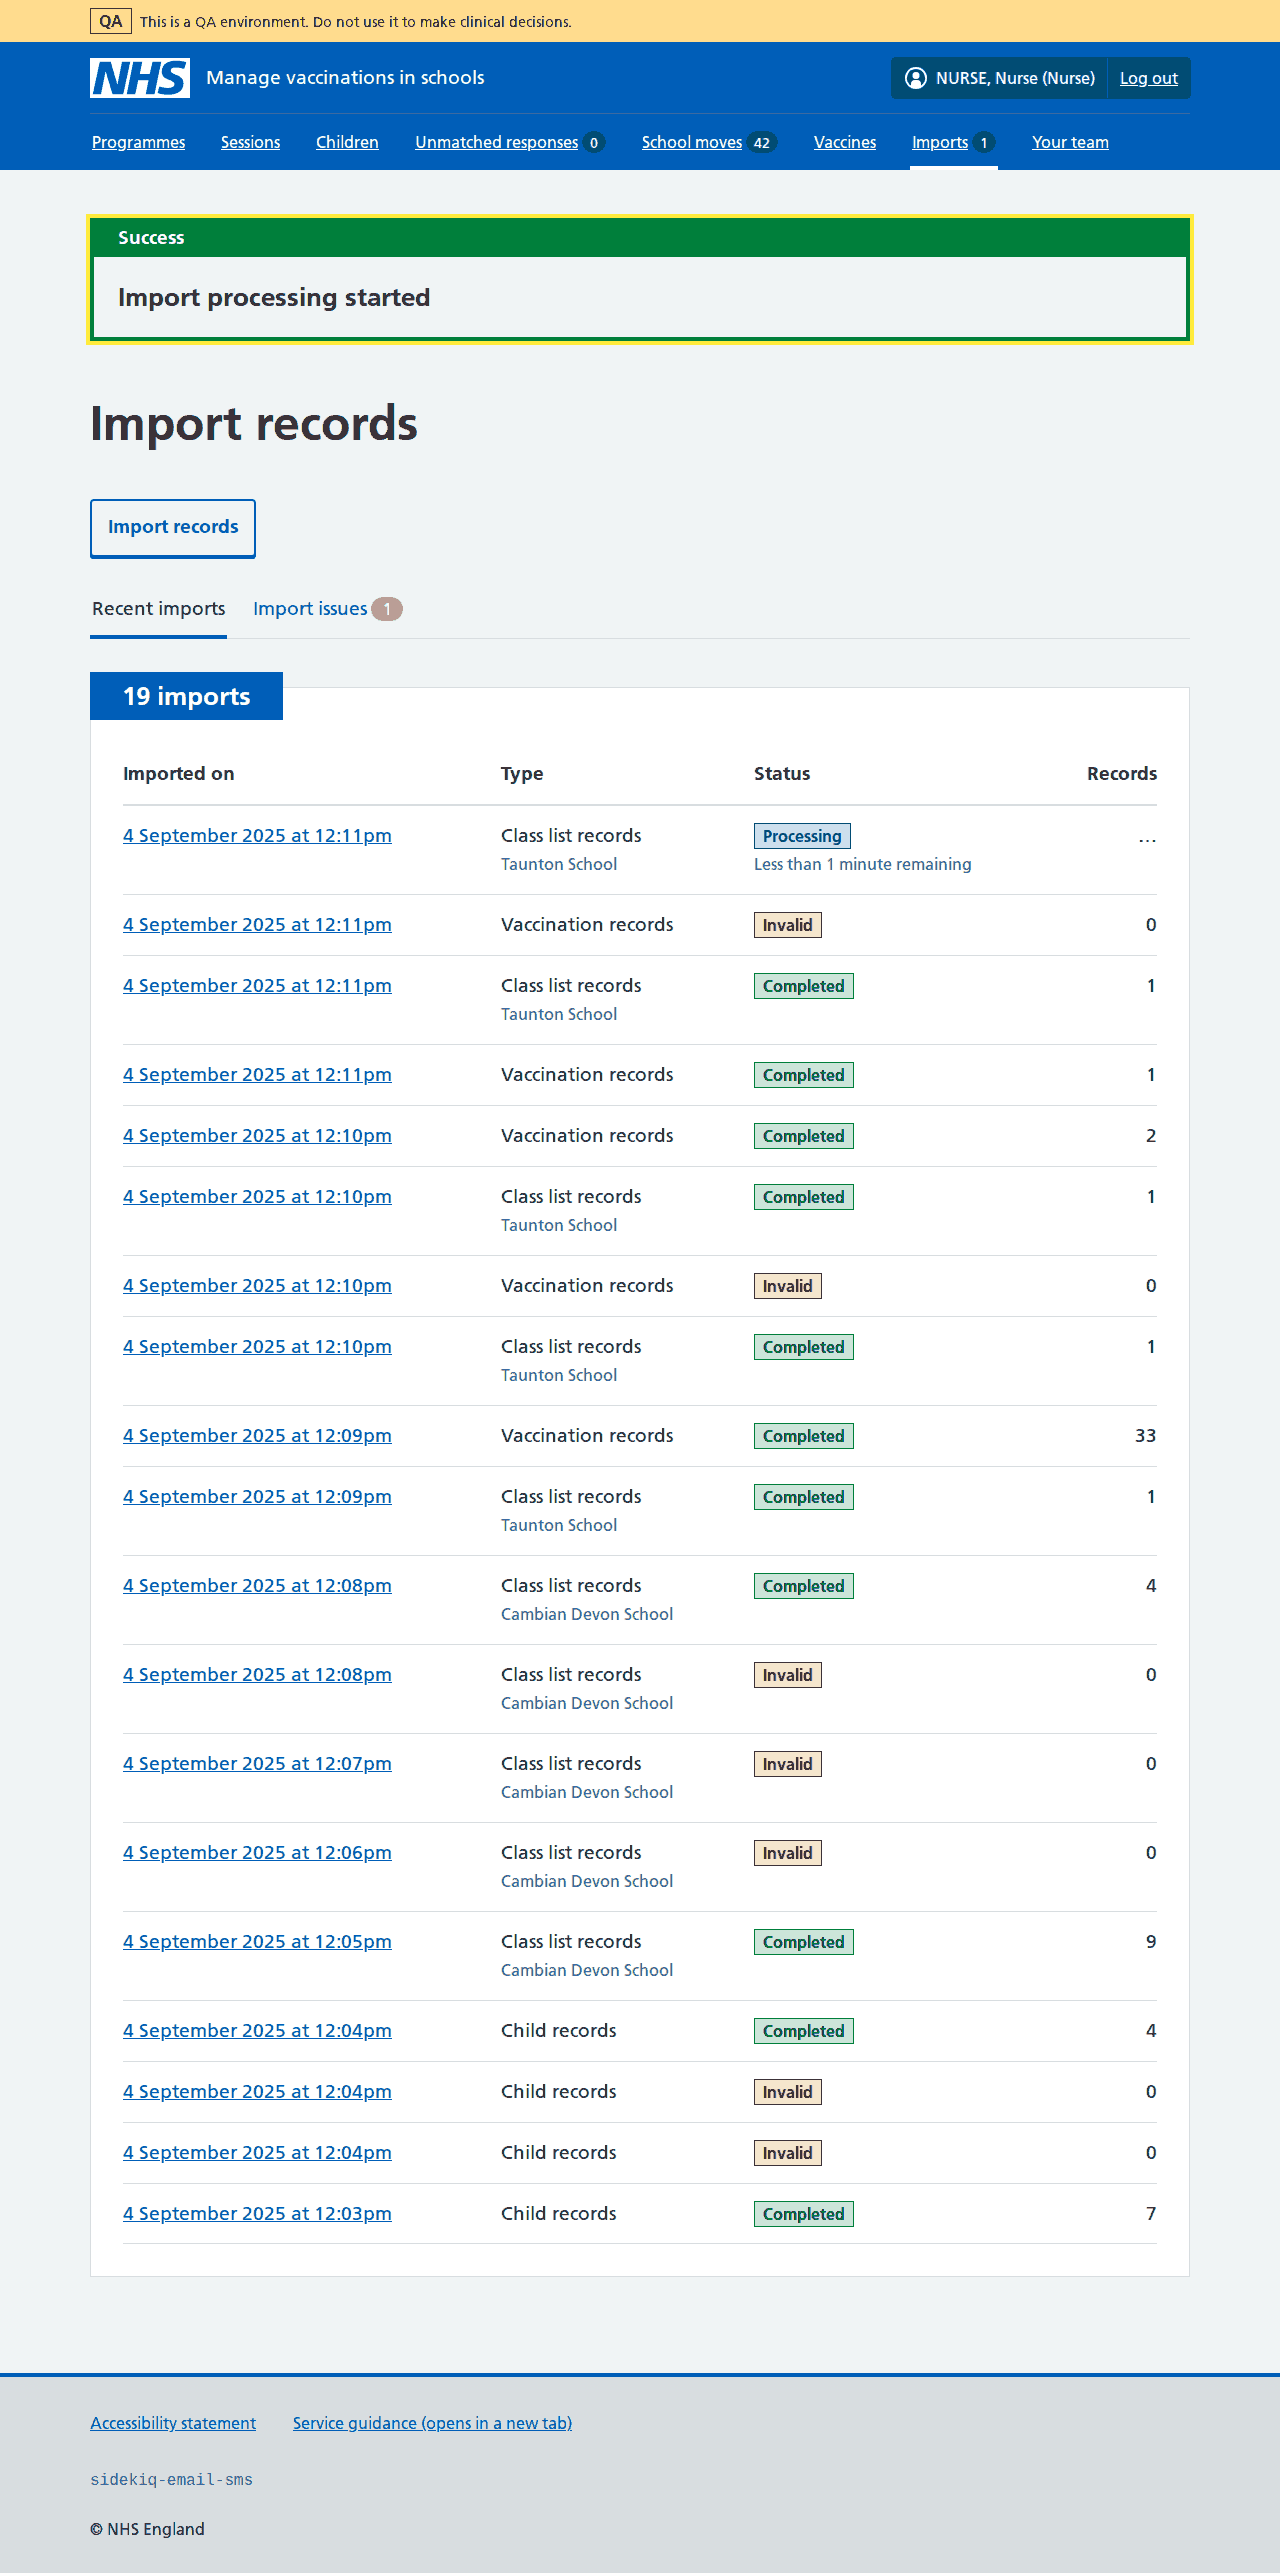 QA This is a QA environment. Do not use it to make clinical decisions.
NHS Manage vaccinations in schools NURSE, Nurse (Nurse) Log out
Programmes Sessions Children Unmatched responses 0 School moves 42 Vaccines Imports 1 Your team
Success
Import processing started
Import records
Import records
Recent imports Import issues 1
19 imports
Imported on Type Status Records
4 September 2025 at 12:11pm Class list records Processing ...
Taunton School Less than 1 minute remaining
4 September 2025 at 12:11pm Vaccination records Invalid 0
4 September 2025 at 12:11pm Class list records Completed 1
Taunton School
4 September 2025 at 12:11pm Vaccination records Completed 1
4 September 2025 at 12:10pm Vaccination records Completed 2
4 September 2025 at 12:10pm Class list records Completed 1
Taunton School
4 September 2025 at 12:10pm Vaccination records Invalid 0
4 September 2025 at 12:10pm Class list records Completed 1
Taunton School
4 September 2025 at 12:09pm Vaccination records Completed 33
4 September 2025 at 12:09pm Class list records Completed 1
Taunton School
4 September 2025 at 12:08pm Class list records Completed 4
Cambian Devon School
4 September 2025 at 12:08pm Class list records Invalid 0
Cambian Devon School
4 September 2025 at 12:07pm Class list records Invalid 0
Cambian Devon School
4 September 2025 at 12:06pm Class list records Invalid 0
Cambian Devon School
4 September 2025 at 12:05pm Class list records Completed 9
Cambian Devon School
4 September 2025 at 12:04pm Child records Completed 4
4 September 2025 at 12:04pm Child records Invalid 0
4 September 2025 at 12:04pm Child records Invalid 0
4 September 2025 at 12:03pm Child records Completed 7
Accessibility statement Service guidance (opens in a new tab)
sidekiq-email-sms
© NHS England